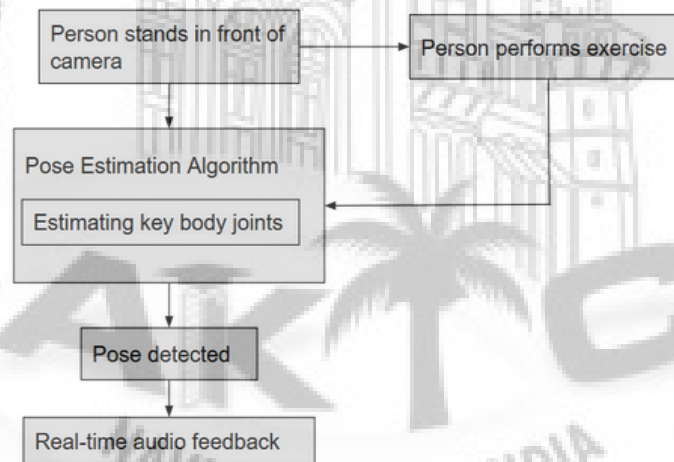 Person stands in front of
camera
Person performs exercise
Pose Estimation Algorithm
Estimating key body joints
Pose detected
Real-time audio feedback
AKTC